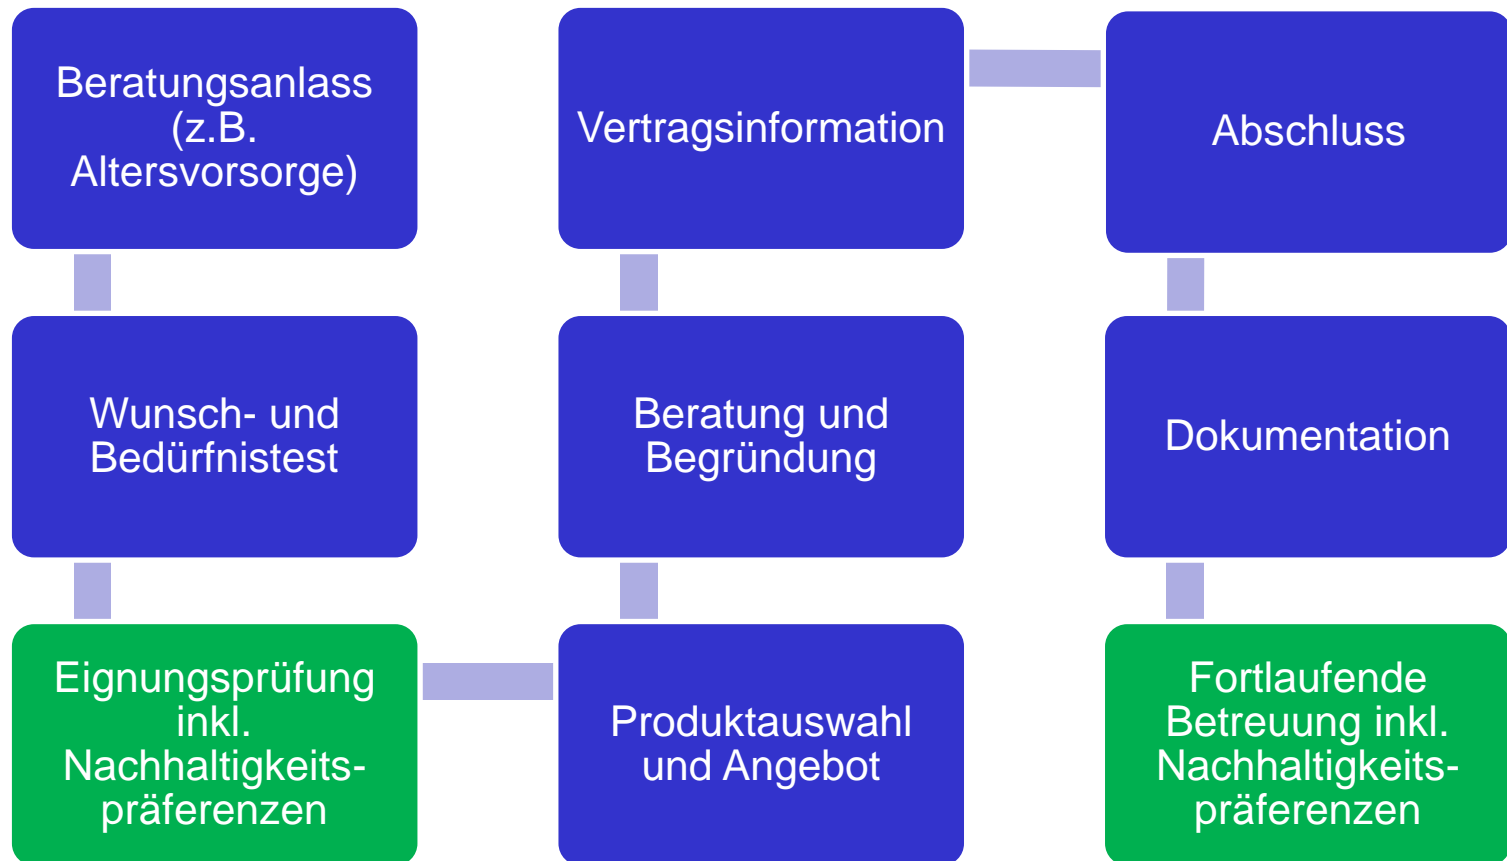 Beratungsanlass
(z.B.
Altersvorsorge)
Wunsch- und
Bedürfnistest
Eignungsprüfung
inkl.
Nachhaltigkeits-
präferenzen
Produktauswahl
und Angebot
Beratung und
Begründung
Vertragsinformation
Abschluss
Dokumentation
Fortlaufende
Betreuung inkl.
Nachhaltigkeits-
präferenzen